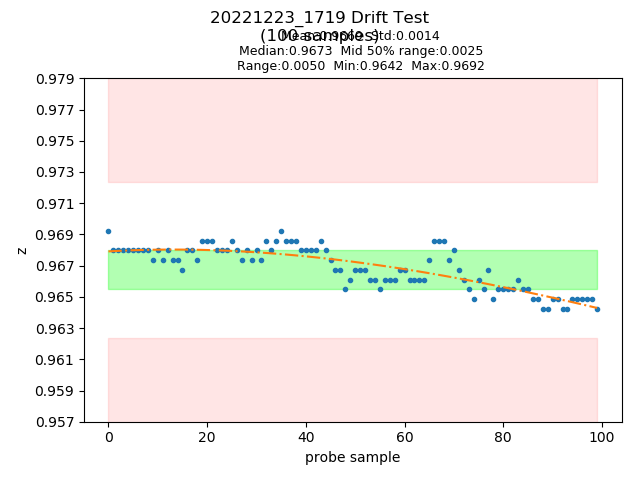 20221223_1719 Drift Test
(100 samples)
Std:0.0014
Median:0.9673 Mid 50% range:0.0025
Range:0.0050 Min:0.9642 Max:0.9692
0.979
0.977
0.975
0.973
0.971
0.969
0.967
0.965
0.963
0.961
0.959
0.957
z
0 20 40 60 80 100
probe sample